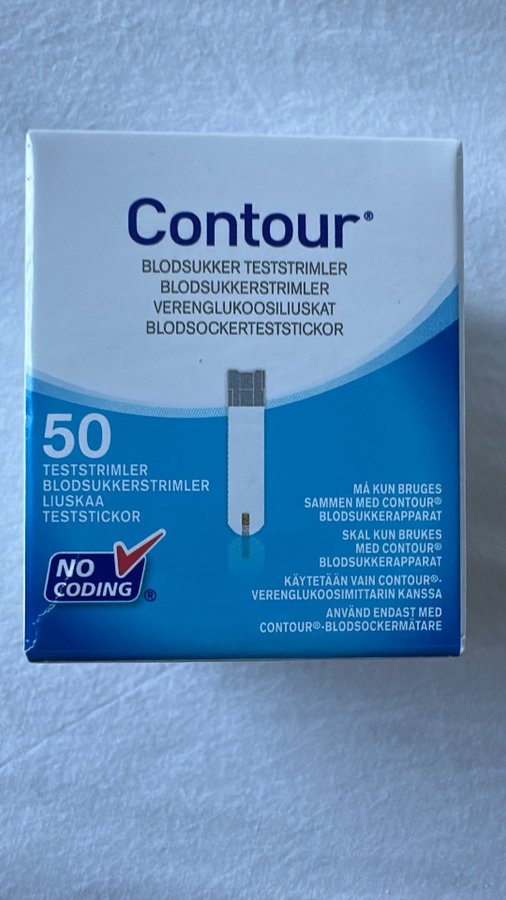 Contour®
BLODSUKKER TESTSTRIMLER
BLODSUKKERSTRIMLER
VERENGLUKOOSILIUSKAT
BLODSOCKERTESTSTICKOR
50
TESTSTRIMLER
BLODSUKKERSTRIMLER
LIUSKAA
TESTSTICKOR
NO
CODING®
MÅ KUN BRUGES
SAMMEN MED CONTOUR®
BLODSUKKERAPPARAT
SKAL KUN BRUKES
MED CONTOUR®
BLODSUKKERAPPARAT
KÄYTETÄÄN VAIN CONTOUR®-
VERENGLUKOOSIMITTARIN KANSSA
ANVÄND ENDAST MED
CONTOUR®-BLODSOCKERMÄTARE